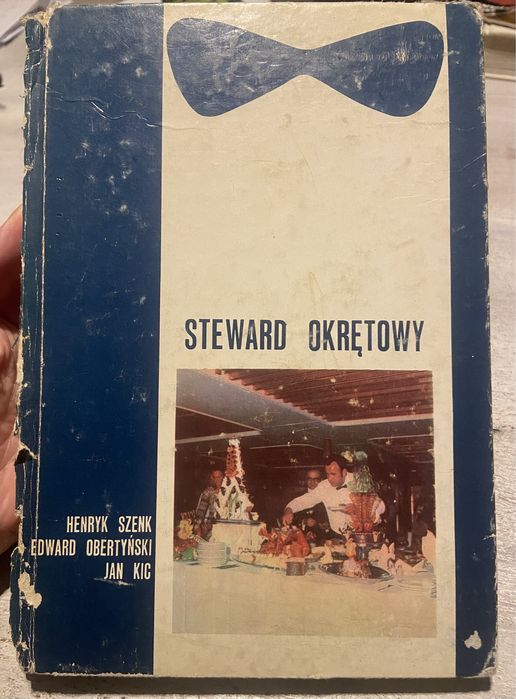 STEWARD OKRĘTOWY
HENRYK SZENK
EDWARD OBERTYŃSKI
JAN KIC